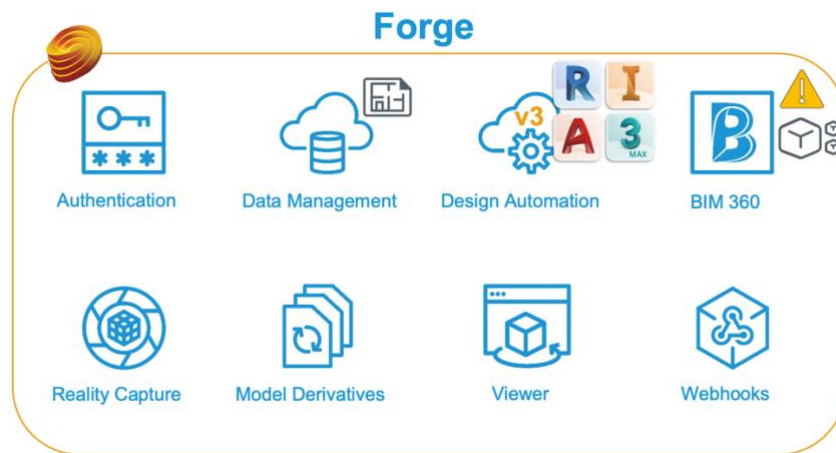 Forge
***
v3
R
I
A
3
MAX
B
Authentication
Data Management
Design Automation
BIM 360
Reality Capture
Model Derivatives
Viewer
Webhooks